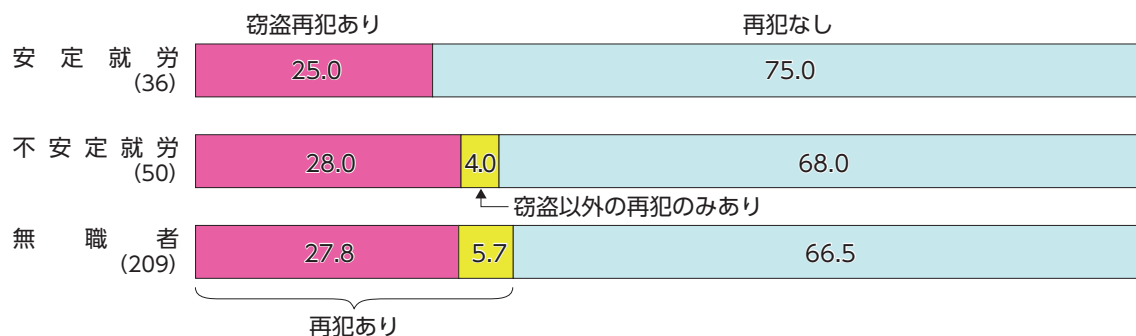 窃盗再犯あり 再犯なし
安定就労
(36)
25.0 75.0
不安定就労
(50)
28.0 4.0 68.0
窃盗以外の再犯のみあり
無職者
(209)
27.8 5.7 66.5
再犯あり